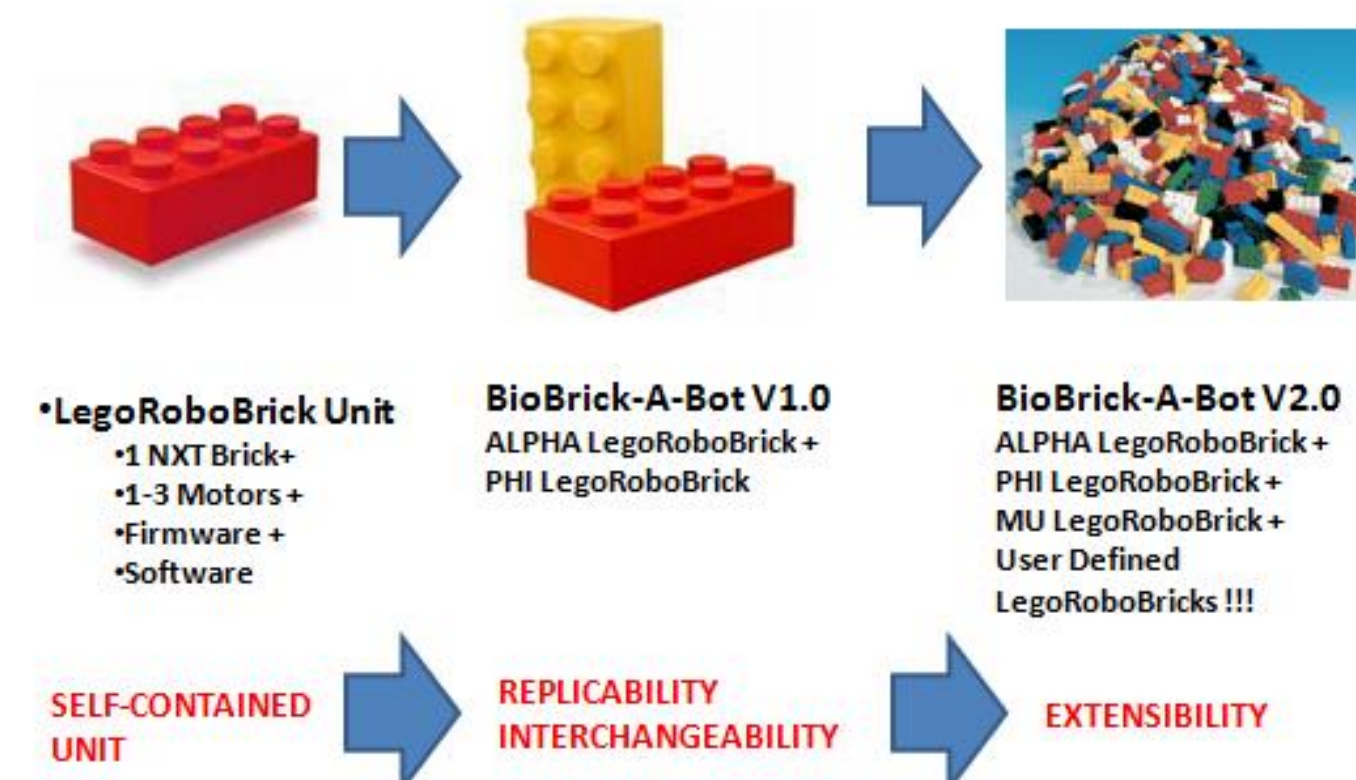 •LegoRoboBrick Unit
•1 NXT Brick+
•1-3 Motors +
•Firmware +
•Software
BioBrick-A-Bot V1.0
ALPHA LegoRoboBrick +
PHI LegoRoboBrick
BioBrick-A-Bot V2.0
ALPHA LegoRoboBrick +
PHI LegoRoboBrick +
MU LegoRoboBrick +
User Defined
LegoRoboBricks !!!
SELF-CONTAINED
UNIT
REPLICABILITY
INTERCHANGEABILITY
EXTENSIBILITY